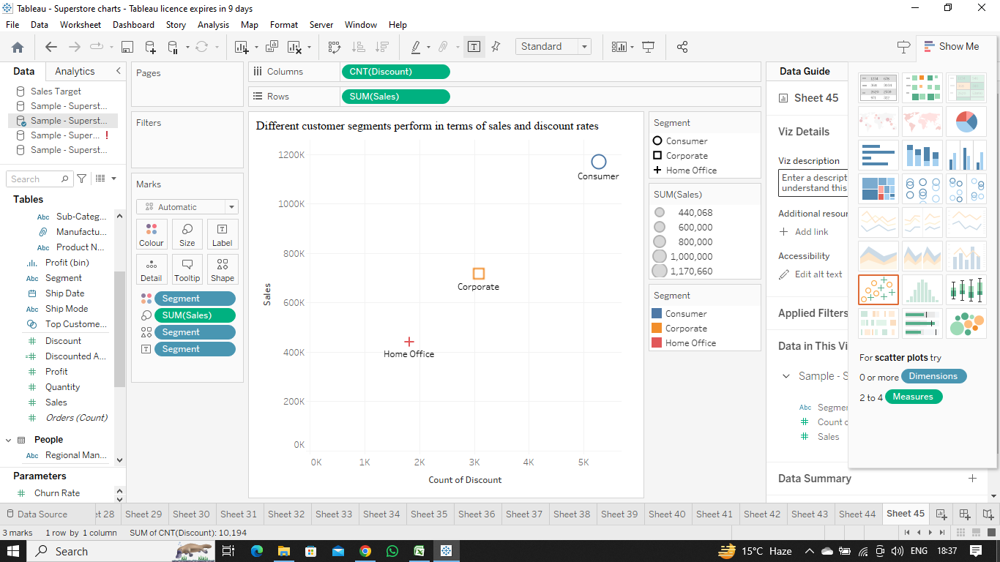 Tableau - Superstore charts - Tableau licence expires in 9 days
File Data Worksheet Dashboard Story Analysis Map Format Server Window Help
Standard
Show Me
Data Analytics
Sales Target
Sample - Superst...
Sample - Superst...
Sample - Super... !
Sample - Superst...
Search
Tables
Abc Sub-Categ...
Manufactu...
Abc Product N...
Profit (bin)
Abc Segment
Ship Date
Abc Ship Mode
Top Custome...
Discount
Discounted A...
Profit
Quantity
Sales
Orders (Count)
People
Abc Regional Man...
Parameters
Churn Rate
Pages
Filters
Marks
Automatic
Colour Size Label
Detail Tooltip Shape
Segment
SUM(Sales)
Segment
Segment
Columns CNT(Discount)
Rows SUM(Sales)
Different customer segments perform in terms of sales and discount rates
1200K
1000K
800K
600K
400K
200K
0K
Sales
Consumer
Corporate
Home Office
0K 1K 2K 3K 4K 5K
Count of Discount
Segment
Consumer
Corporate
Home Office
SUM(Sales)
440,068
600,000
800,000
1,000,000
1,170,660
Segment
Consumer
Corporate
Home Office
Data Guide
Sheet 45
Viz Details
Viz description
Enter a descript
understand this
Additional resour
Add link
Accessibility
Edit alt text
Applied Filters
Data in This Vi
Sample - S
Abc Segmer
Count o
Sales
Data Summary
For scatter plots try
0 or more Dimensions
2 to 4 Measures
Data Source et 28 Sheet 29 Sheet 30 Sheet 31 Sheet 32 Sheet 33 Sheet 34 Sheet 35 Sheet 36 Sheet 37 Sheet 38 Sheet 39 Sheet 40 Sheet 41 Sheet 42 Sheet 43 Sheet 44 Sheet 45
3 marks 1 row by 1 column SUM of CNT(Discount): 10,194
Search
15°C Haze
ENG 18:37